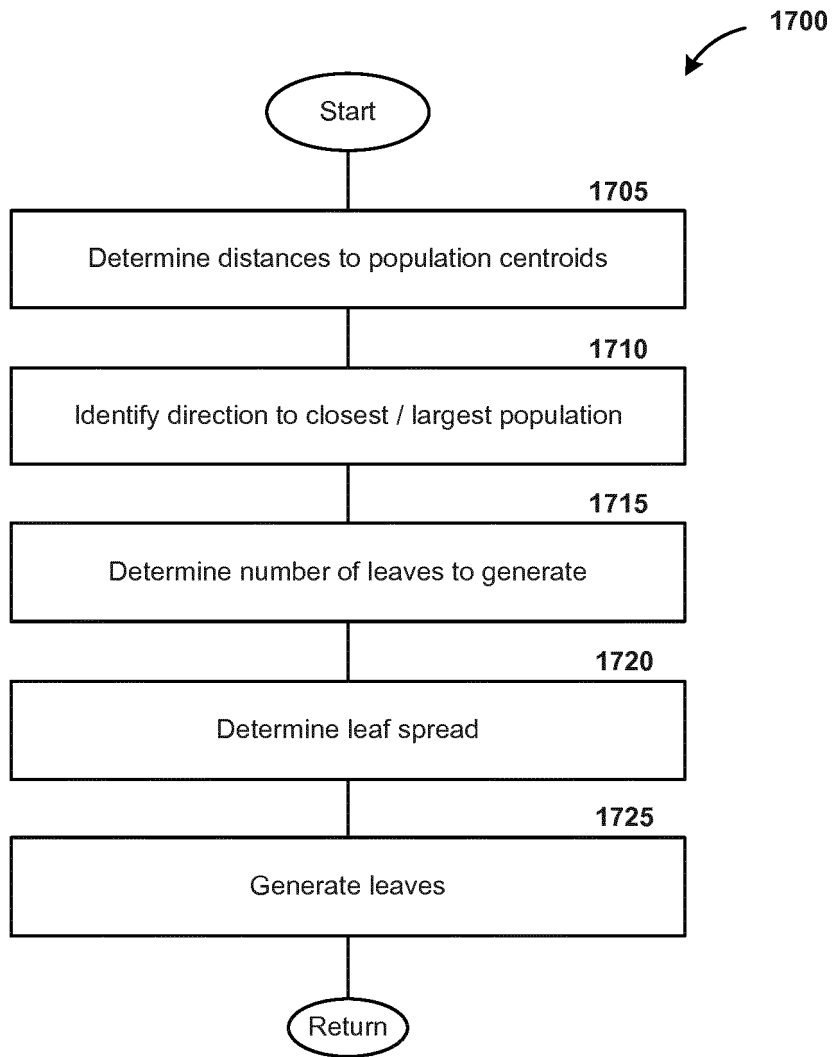 1700
Start
1705
Determine distances to population centroids
1710
Identify direction to closest / largest population
1715
Determine number of leaves to generate
1720
Determine leaf spread
1725
Generate leaves
Return